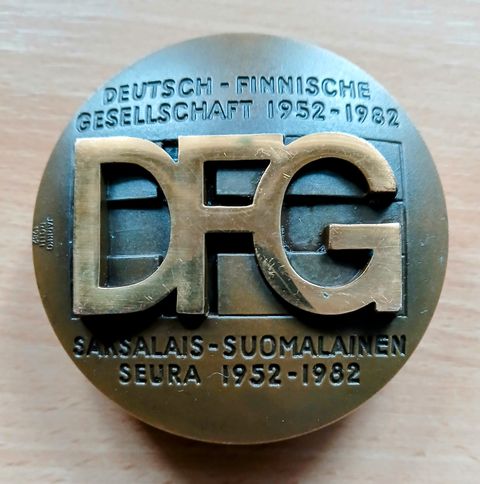 DEUTSCH - FINNISCHE
GESELLSCHAFT 1952-1982
DFG
SAKSALAIS-SUOMALAINEN
SEURA 1952-1982